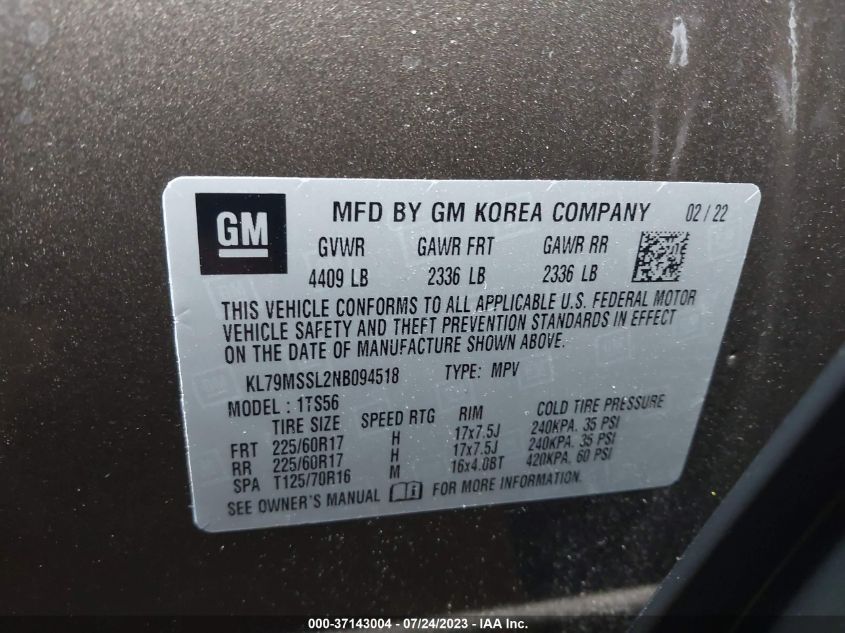 GM
MFD BY GM KOREA COMPANY 02 / 22
GVWR GAWR FRT GAWR RR
4409 LB 2336 LB 2336 LB
THIS VEHICLE CONFORMS TO ALL APPLICABLE U.S. FEDERAL MOTOR
VEHICLE SAFETY AND THEFT PREVENTION STANDARDS IN EFFECT
ON THE DATE OF MANUFACTURE SHOWN ABOVE.
KL79MSSL2NB094518 TYPE: MPV
MODEL : 1TS56
TIRE SIZE SPEED RTG RIM COLD TIRE PRESSURE
FRT 225/60R17 H 17x7.5J 240KPA. 35 PSI
RR 225/60R17 H 17x7.5J 240KPA. 35 PSI
SPA T125/70R16 M 16x4.0BT 420KPA. 60 PSI
SEE OWNER'S MANUAL FOR MORE INFORMATION.
000-37143004 - 07/24/2023 - IAA Inc.